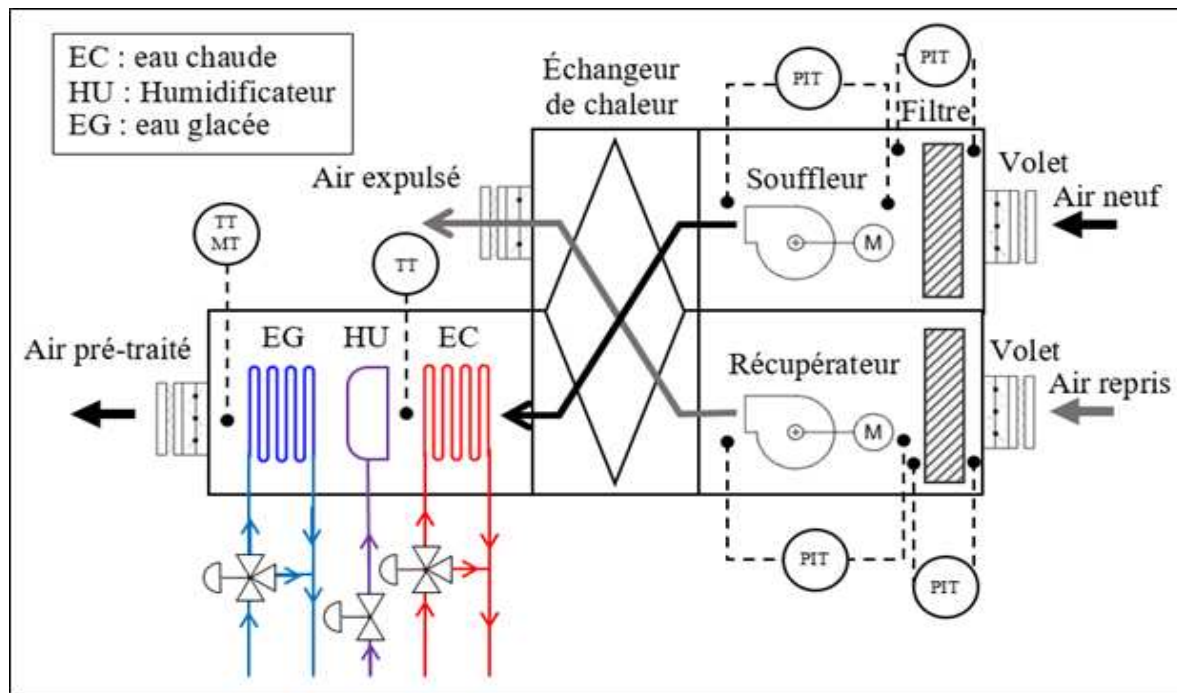 EC : eau chaude
HU : Humidificateur
EG : eau glacée
Échangeur
de chaleur
PIT
PIT
Filtre
Volet
Air neuf
Souffleur
M
Air expulsé
TT
MT
TT
EG
HU
EC
Air pré-traité
Récupérateur
M
Volet
Air repris
PIT
PIT